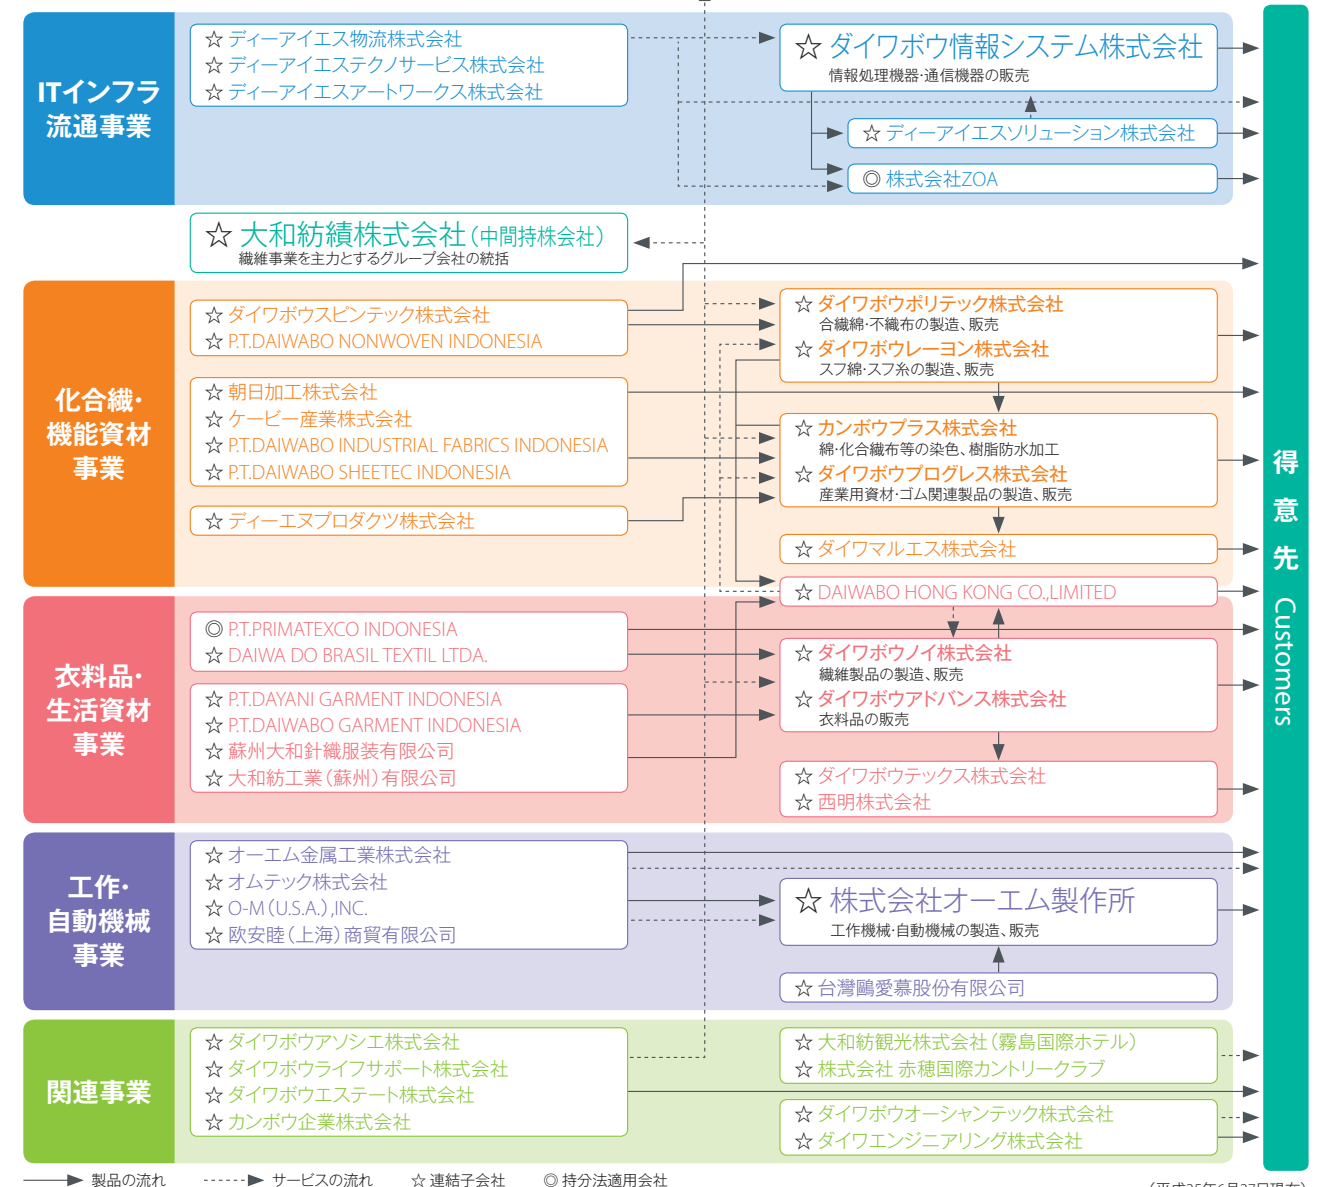 ITインフラ
流通事業
☆ ディーアイエス物流株式会社
☆ ディーアイエステクノサービス株式会社
☆ ディーアイエスアートワークス株式会社
☆ ダイワボウ情報システム株式会社
情報処理機器・通信機器の販売
☆ ディーアイエスソリューション株式会社
◎ 株式会社ZOA
☆ 大和紡績株式会社（中間持株会社）
繊維事業を主力とするグループ会社の統括
化合繊・
機能資材
事業
☆ ダイワボウスピンテック株式会社
☆ P.T.DAIWABO NONWOVEN INDONESIA
☆ 朝日加工株式会社
☆ ケービー産業株式会社
☆ P.T.DAIWABO INDUSTRIAL FABRICS INDONESIA
☆ P.T.DAIWABO SHEETEC INDONESIA
☆ ディーエヌプロダクツ株式会社
☆ ダイワボウポリテック株式会社
合繊綿・不織布の製造、販売
☆ ダイワボウレーヨン株式会社
スフ綿・スフ糸の製造、販売
☆ カンボウプラス株式会社
綿・化合繊布等の染色、樹脂防水加工
☆ ダイワボウプログレス株式会社
産業用資材・ゴム関連製品の製造、販売
☆ ダイワマルエス株式会社
☆ DAIWABO HONG KONG CO.,LIMITED
衣料品・
生活資材
事業
◎ P.T.PRIMATEXCO INDONESIA
☆ DAIWA DO BRASIL TEXTIL LTDA.
☆ P.T.DAYANI GARMENT INDONESIA
☆ P.T.DAIWABO GARMENT INDONESIA
☆ 蘇州大和針織服装有限公司
☆ 大和紡工業（蘇州）有限公司
☆ ダイワボウノイ株式会社
繊維製品の製造、販売
☆ ダイワボウアドバンス株式会社
衣料品の販売
☆ ダイワボウテックス株式会社
☆ 西明株式会社
工作・
自動機械
事業
☆ オーエム金属工業株式会社
☆ オムテック株式会社
☆ O-M（U.S.A.）,INC.
☆ 欧安睦（上海）商貿有限公司
☆ 株式会社オーエム製作所
工作機械・自動機械の製造、販売
☆ 台灣鷗愛慕股份有限公司
関連事業
☆ ダイワボウアソシエ株式会社
☆ ダイワボウライフサポート株式会社
☆ ダイワボウエステート株式会社
☆ カンボウ企業株式会社
☆ 大和紡観光株式会社（霧島国際ホテル）
☆ 株式会社 赤穂国際カントリークラブ
☆ ダイワボウオーシャンテック株式会社
☆ ダイワエンジニアリング株式会社
得意先 Customers
製品の流れ サービスの流れ ☆ 連結子会社 ◎ 持分法適用会社
（平成25年6月27日現在）